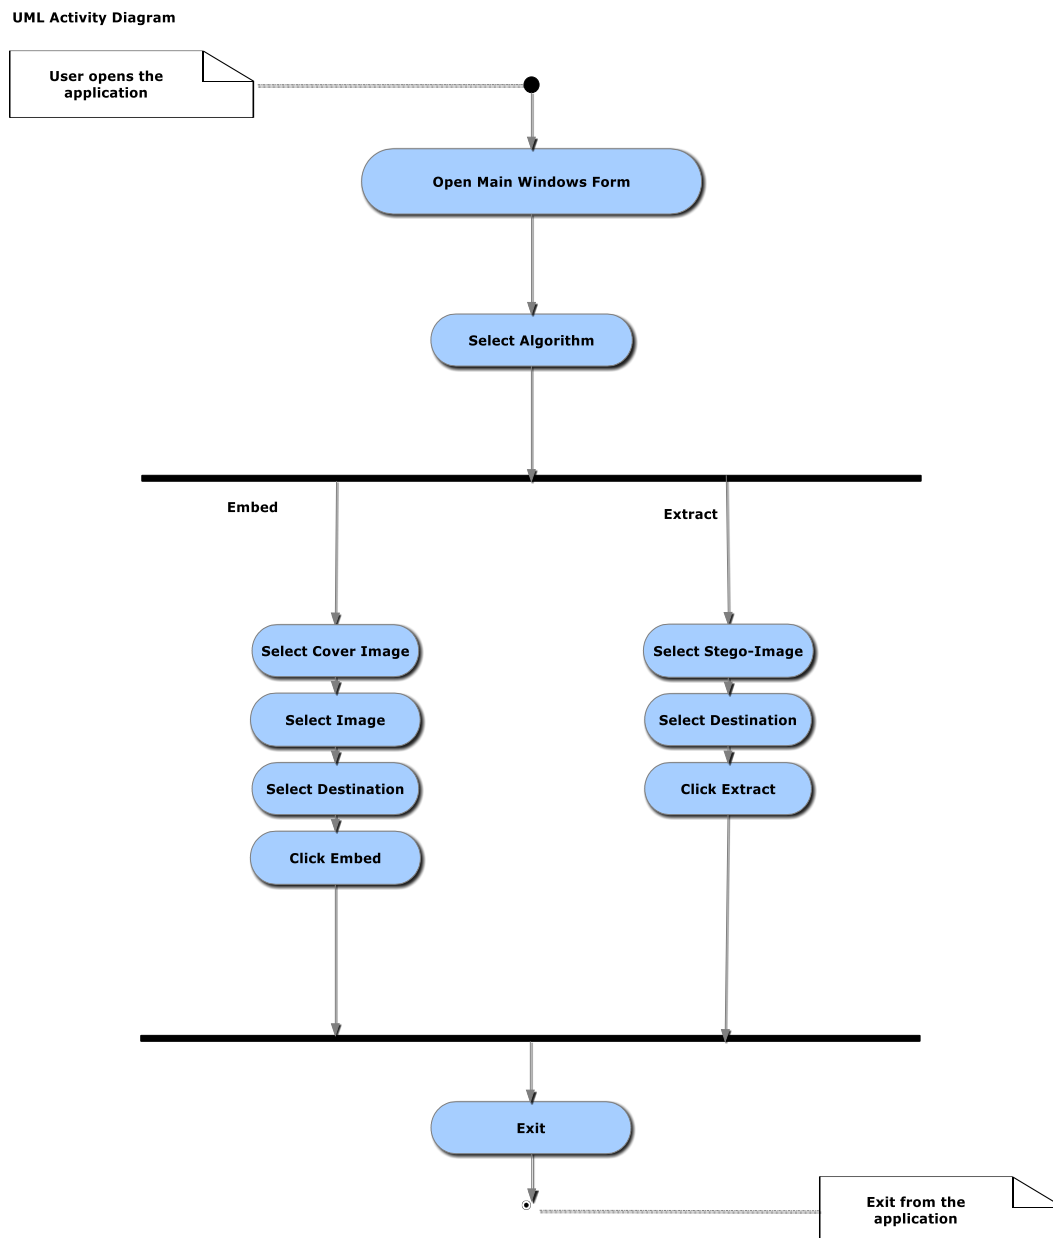 UML Activity Diagram
User opens the
application
Open Main Windows Form
Select Algorithm
Embed
Extract
Select Cover Image
Select Stego-Image
Select Image
Select Destination
Select Destination
Click Extract
Click Embed
Exit
Exit from the
application